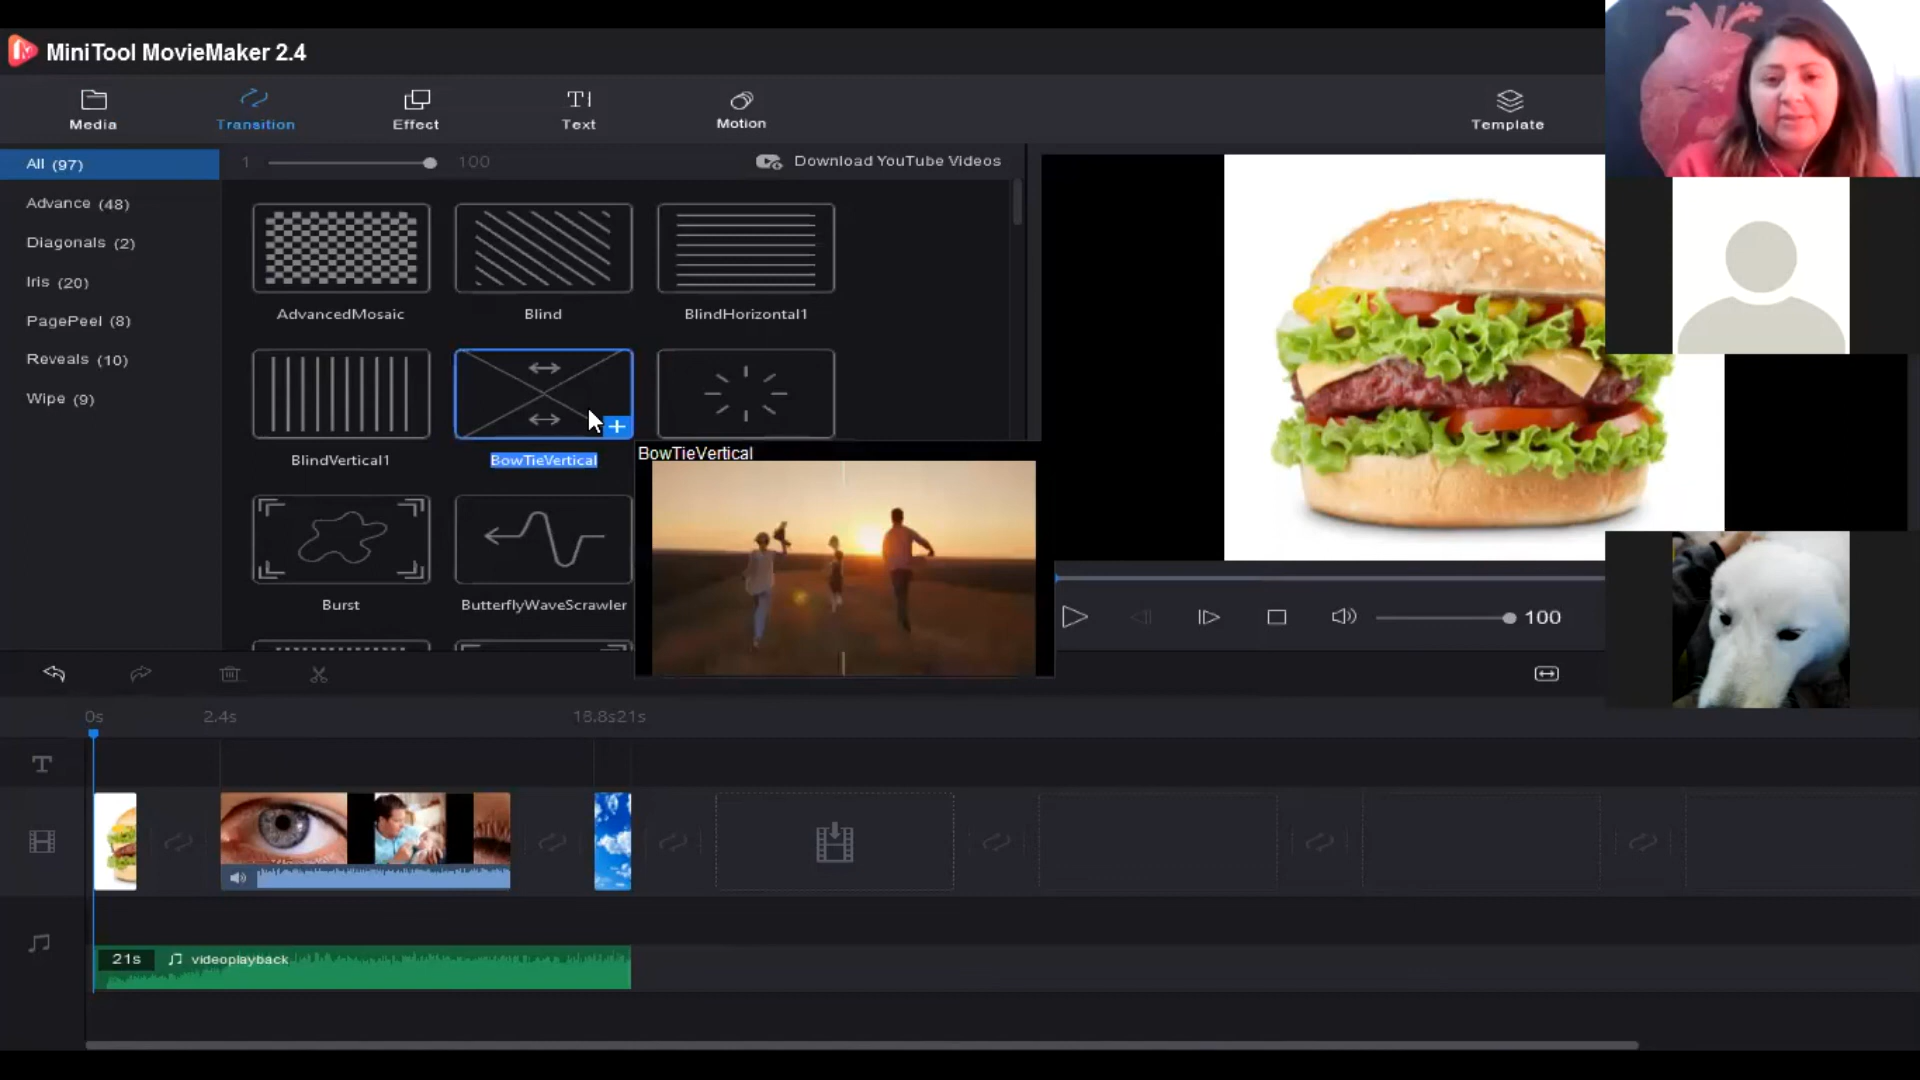 MiniTool MovieMaker 2.4
Media
Transition
Effect
Text
Motion
Template
All (97)
1
100
Download YouTube Videos
Advance (48)
Diagonals (2)
Iris (20)
PagePeel (8)
Reveals (10)
Wipe (9)
AdvancedMosaic
Blind
BlindHorizontal1
BlindVertical1
BowTieVertical
BowTieVertical
Burst
ButterflyWaveScrawler
100
0s
2.4s
18.8s21s
21s
videoplayback